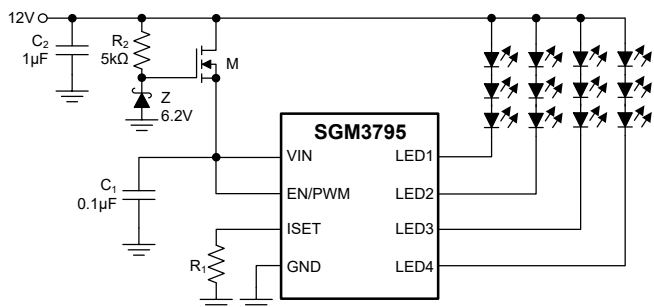 12V
C2
1µF
R2
5kΩ
M
Z
6.2V
SGM3795
VIN
LED1
EN/PWM
LED2
C1
0.1µF
ISET
LED3
R1
GND
LED4